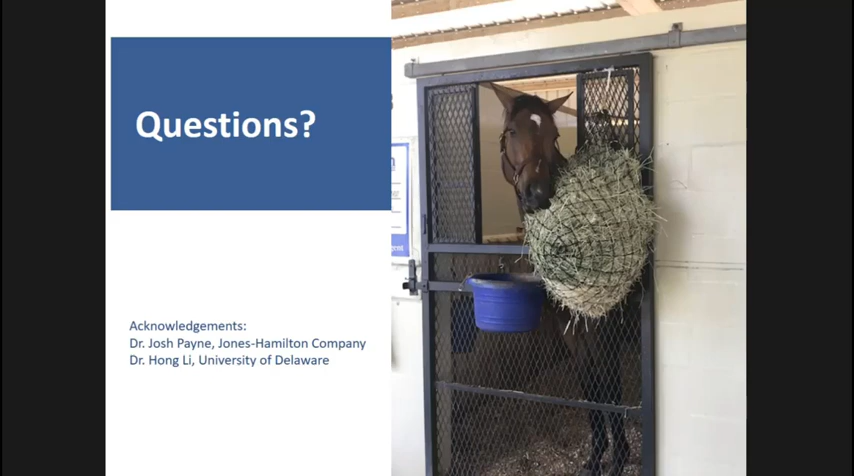 Questions?
Acknowledgements:
Dr. Josh Payne, Jones-Hamilton Company
Dr. Hong Li, University of Delaware